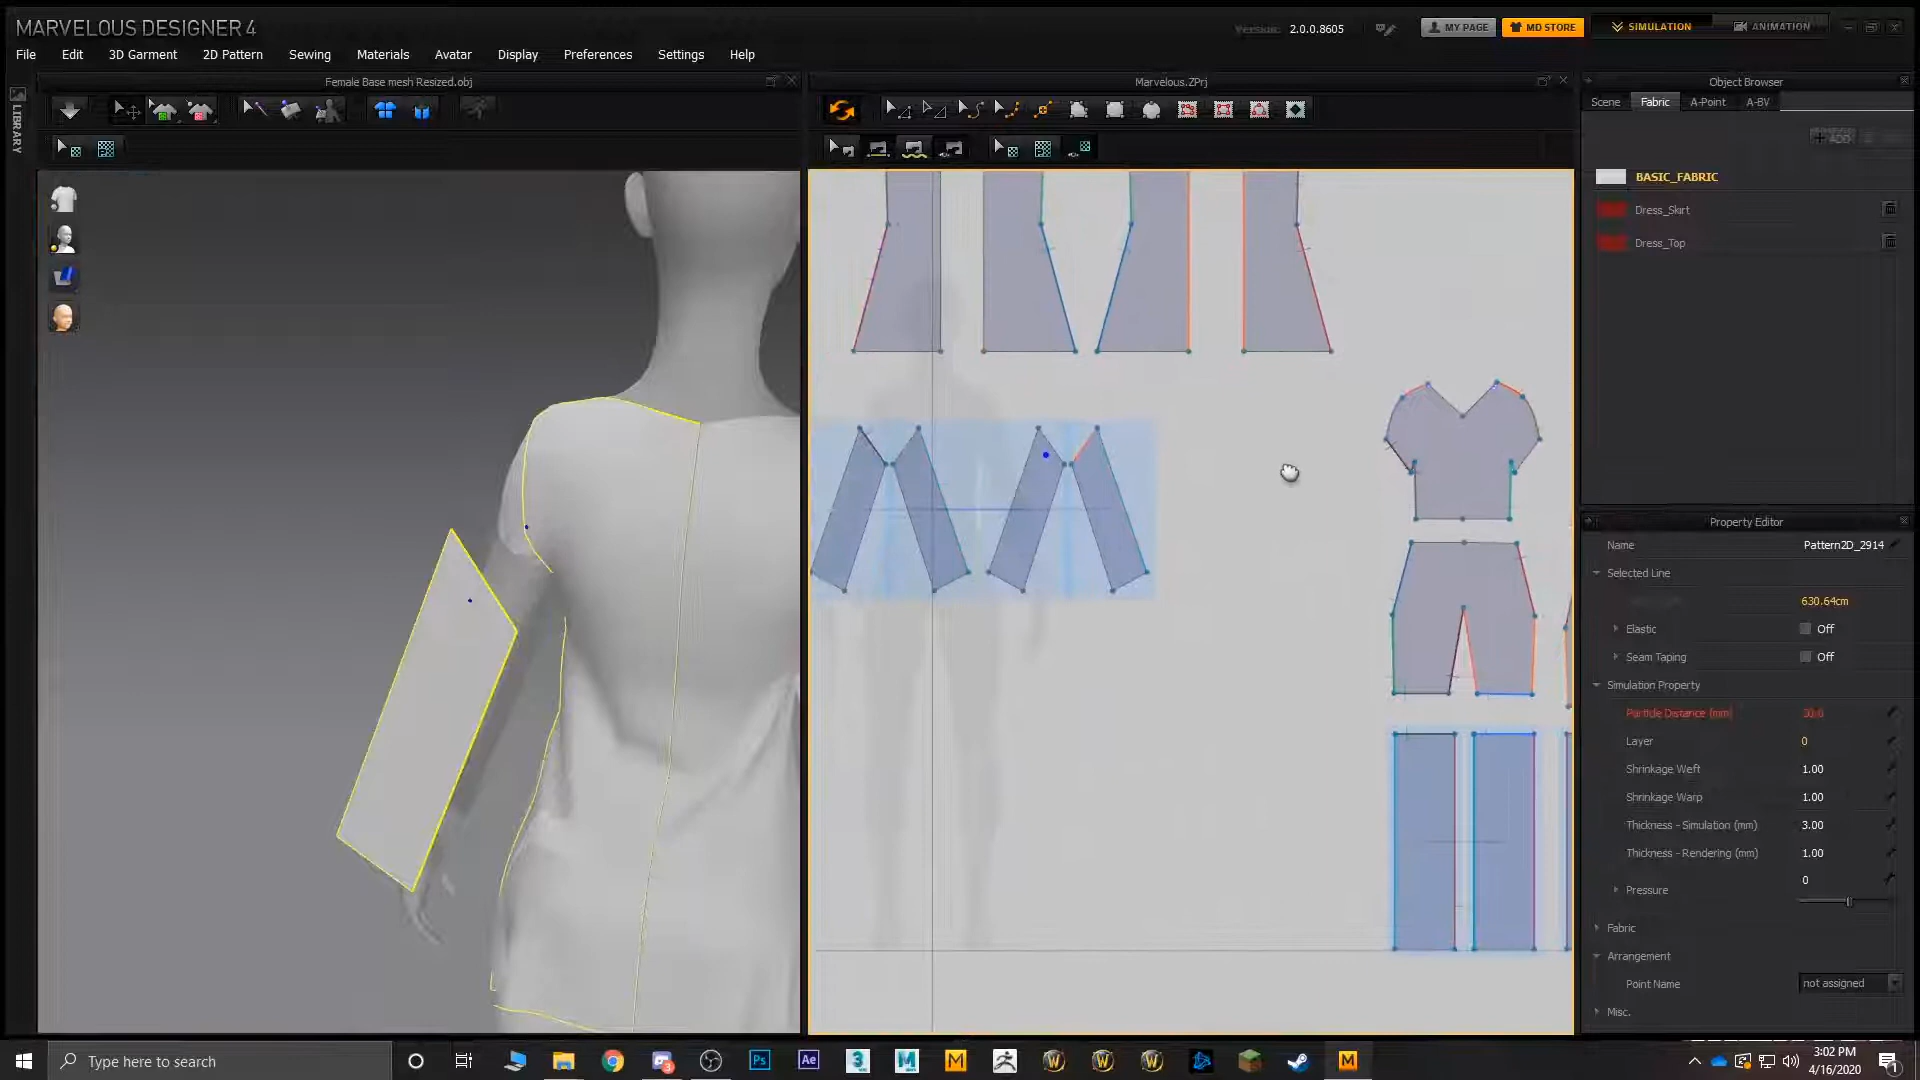 MARVELOUS DESIGNER 4
Version: 2.0.0.8605
MY PAGE
MD STORE
SIMULATION
ANIMATION
File Edit 3D Garment 2D Pattern Sewing Materials Avatar Display Preferences Settings Help
Female Base mesh Resized.obj
Marvelous.ZPrj
Object Browser
LIBRARY
Scene Fabric A-Point A-BV
+ ADD
BASIC_FABRIC
Dress_Skirt
Dress_Top
Property Editor
Name Pattern2D_2914
Selected Line
630.64cm
Elastic Off
Seam Taping Off
Simulation Property
Particle Distance (mm)
Layer 0
Shrinkage Weft 1.00
Shrinkage Warp 1.00
Thickness - Simulation (mm) 3.00
Thickness - Rendering (mm) 1.00
Pressure 0
Fabric
Arrangement
Point Name not assigned
Misc.
Type here to search
Ps
Ae
3
M
M
3:02 PM
4/16/2020